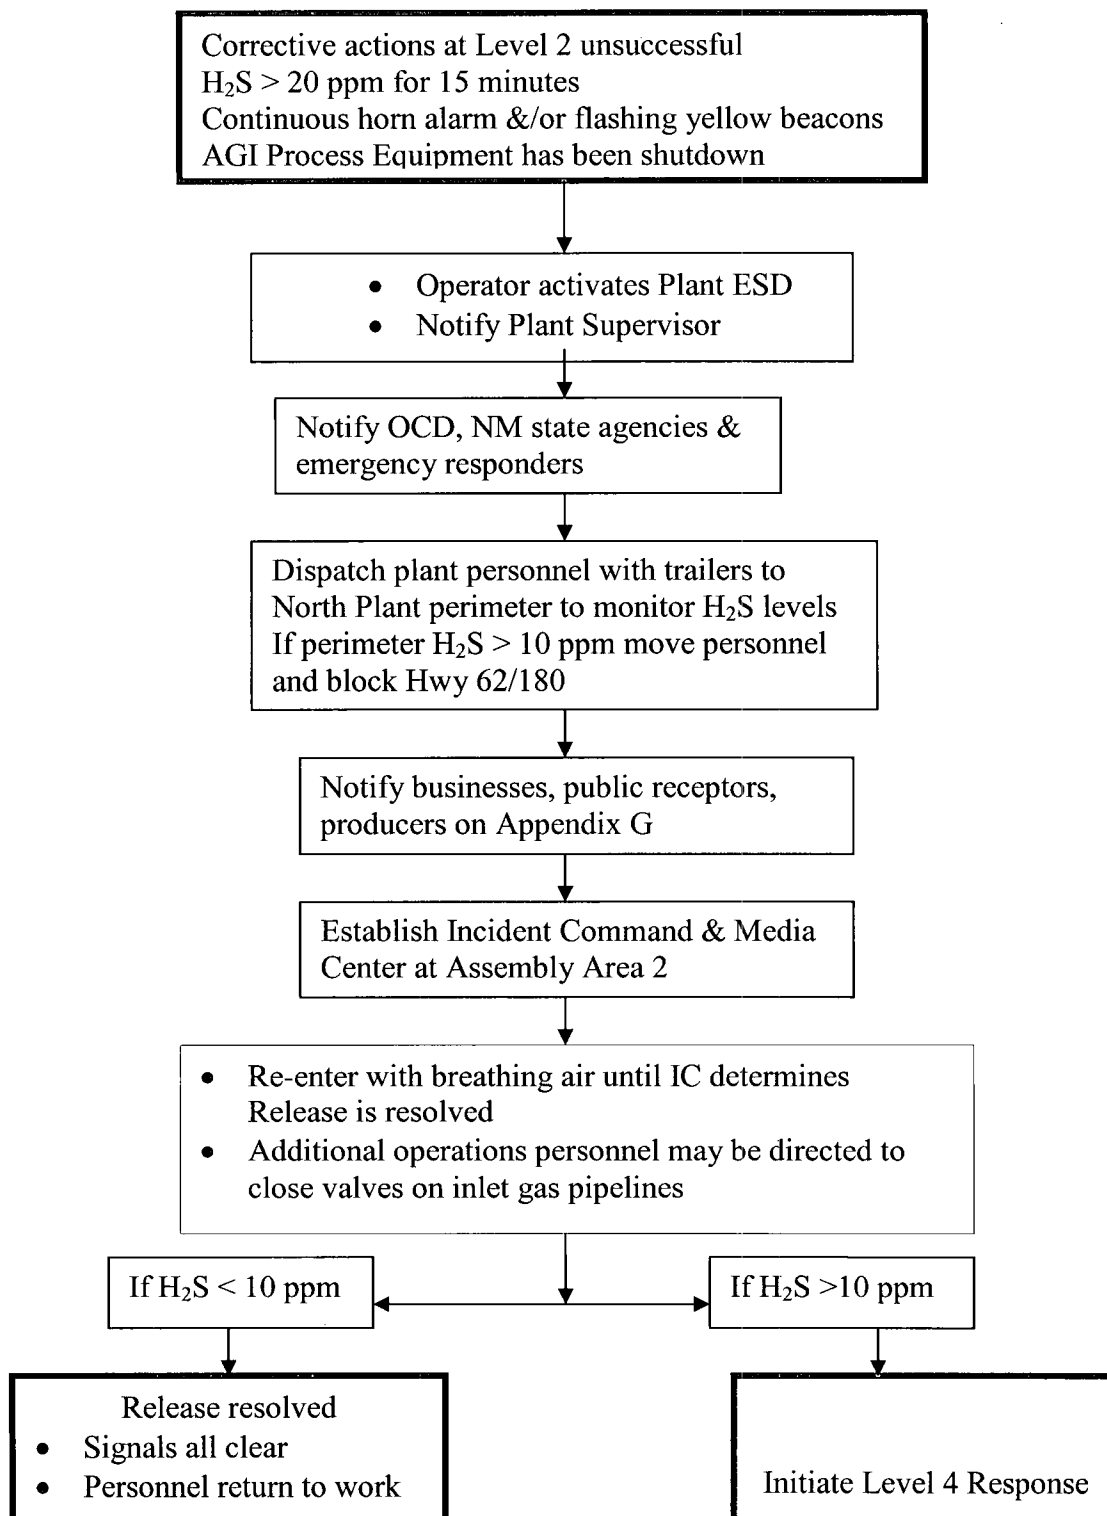 Corrective actions at Level 2 unsuccessful
H₂S > 20 ppm for 15 minutes
Continuous horn alarm &/or flashing yellow beacons
AGI Process Equipment has been shutdown
• Operator activates Plant ESD
• Notify Plant Supervisor
Notify OCD, NM state agencies &
emergency responders
Dispatch plant personnel with trailers to
North Plant perimeter to monitor H₂S levels
If perimeter H₂S > 10 ppm move personnel
and block Hwy 62/180
Notify businesses, public receptors,
producers on Appendix G
Establish Incident Command & Media
Center at Assembly Area 2
• Re-enter with breathing air until IC determines
Release is resolved
• Additional operations personnel may be directed to
close valves on inlet gas pipelines
If H₂S < 10 ppm
If H₂S >10 ppm
Release resolved
• Signals all clear
• Personnel return to work
Initiate Level 4 Response